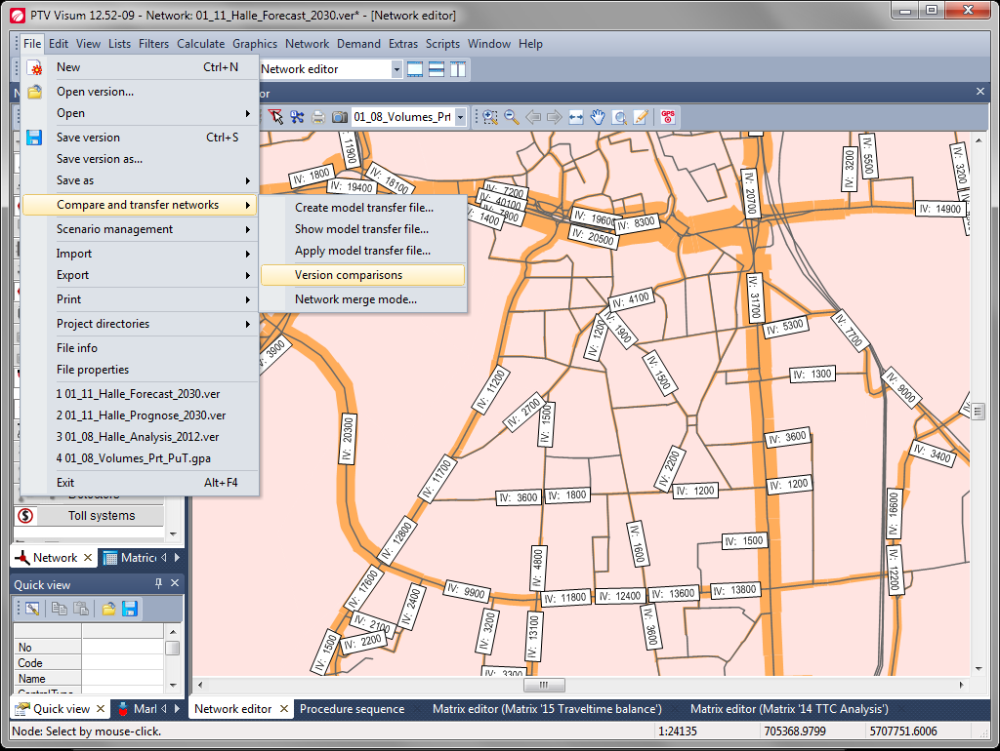 PTV Visum 12.52-09 - Network: 01_11_Halle_Forecast_2030.ver* - [Network editor]
File Edit View Lists Filters Calculate Graphics Network Demand Extras Scripts Window Help
Network editor
01_08_Volumes_Prt
GPS
New Ctrl+N
Open version...
Open
Save version Ctrl+S
Save version as...
Save as
Compare and transfer networks
Scenario management
Import
Export
Print
Project directories
File info
File properties
1 01_11_Halle_Forecast_2030.ver
2 01_11_Halle_Prognose_2030.ver
3 01_08_Halle_Analysis_2012.ver
4 01_08_Volumes_Prt_PuT.gpa
Exit Alt+F4
Create model transfer file...
Show model transfer file...
Apply model transfer file...
Version comparisons
Network merge mode...
IV: 1800
IV: 19400
IV: 18100
IV: 7200
IV: 40100
IV: 7800
IV: 1400
IV: 19600
IV: 8300
IV: 20500
IV: 20700
IV: 3200
IV: 5500
IV: 3200
IV: 14900
IV: 31700
IV: 4100
IV: 1900
IV: 5300
IV: 7700
IV: 3900
IV: 11200
IV: 1500
IV: 1300
IV: 9000
IV: 2700
IV: 1500
IV: 20300
IV: 3600
IV: 3400
IV: 11700
IV: 2200
IV: 3600
IV: 1800
IV: 1200
IV: 1200
IV: 16600
IV: 12800
IV: 1600
IV: 1500
IV: 4800
IV: 12200
IV: 17600
IV: 2400
IV: 9900
IV: 11800
IV: 12400
IV: 13600
IV: 13800
IV: 2100
IV: 2200
IV: 1500
IV: 3200
IV: 13100
IV: 3600
IV: 3300
Detectors
Toll systems
Network
Matric
Quick view
No
Code
Name
ControlType
Quick view
Marl
Network editor
Procedure sequence
Matrix editor (Matrix '15 Traveltime balance')
Matrix editor (Matrix '14 TTC Analysis')
Node: Select by mouse-click.
1:24135
705368.9799
5707751.6006